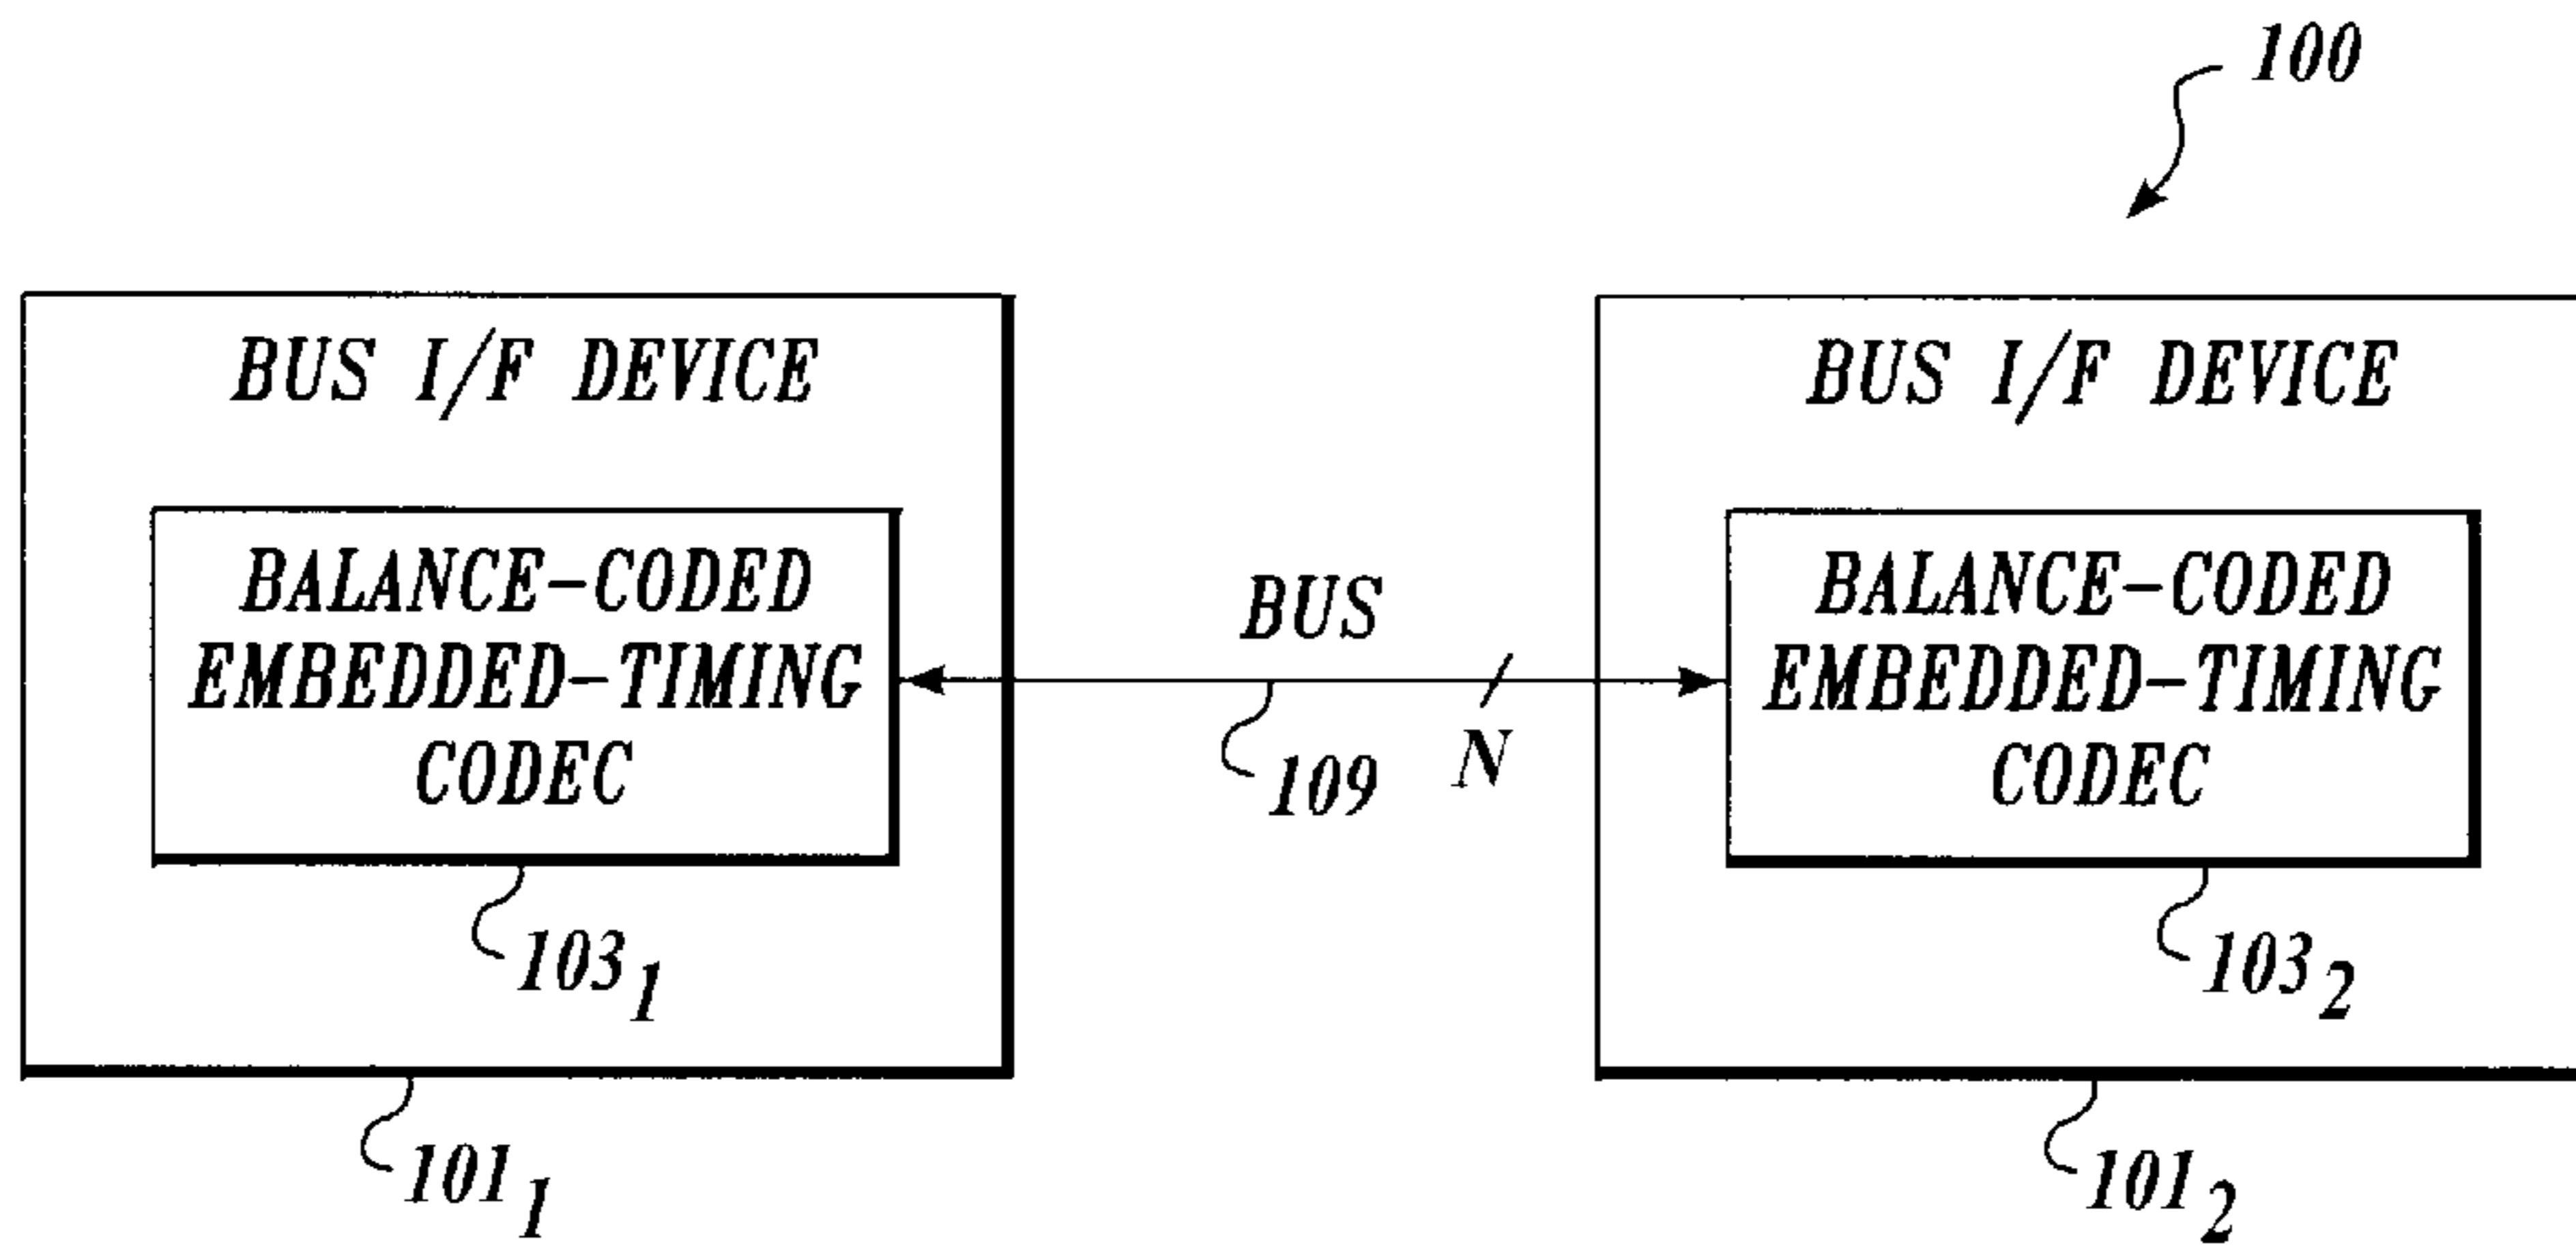 100
BUS I/F DEVICE
BALANCE-CODED
EMBEDDED-TIMING
CODEC
103₁
101₁
BUS
109
N
BUS I/F DEVICE
BALANCE-CODED
EMBEDDED-TIMING
CODEC
103₂
101₂